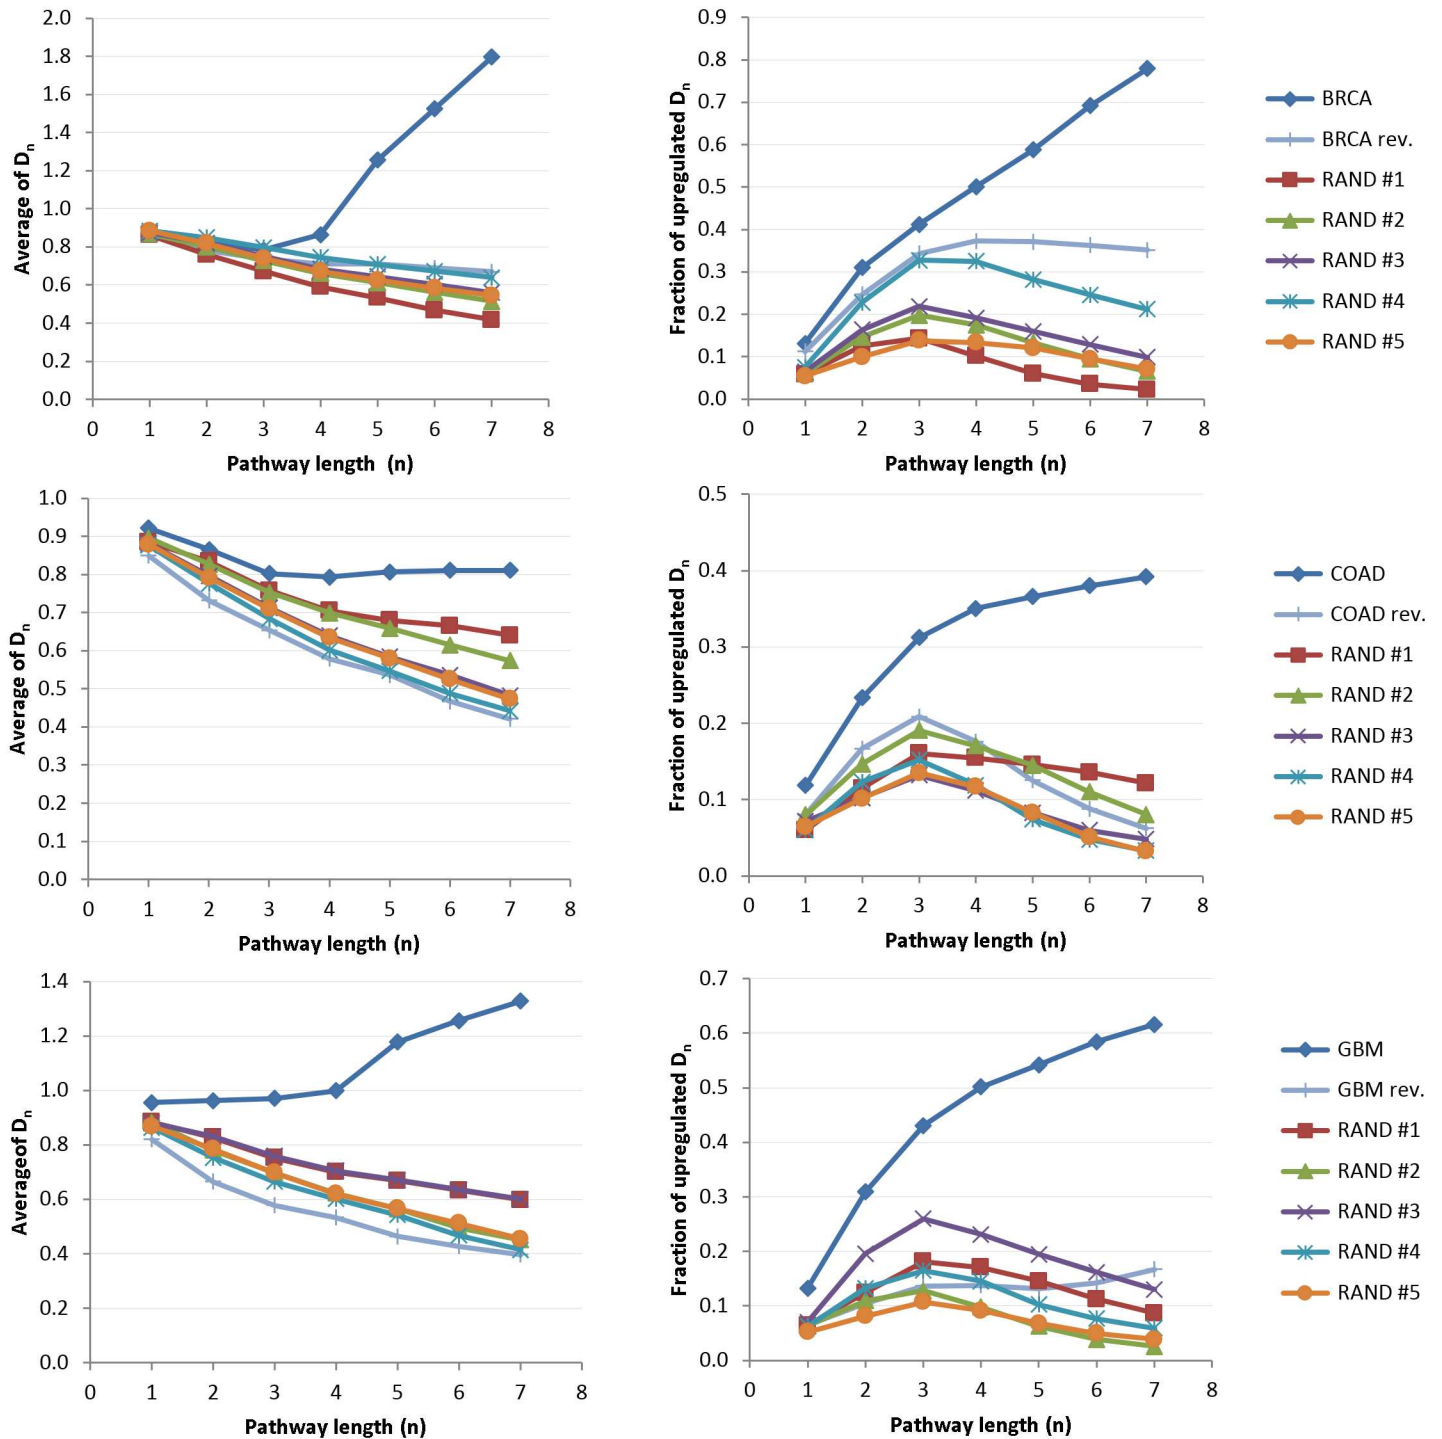 Average of Dn
2.0
1.8
1.6
1.4
1.2
1.0
0.8
0.6
0.4
0.2
0.0
0 1 2 3 4 5 6 7 8
Pathway length (n)
Fraction of upregulated Dn
0.9
0.8
0.7
0.6
0.5
0.4
0.3
0.2
0.1
0.0
0 1 2 3 4 5 6 7 8
Pathway length (n)
BRCA
BRCA rev.
RAND #1
RAND #2
RAND #3
RAND #4
RAND #5
Average of Dn
1.0
0.9
0.8
0.7
0.6
0.5
0.4
0.3
0.2
0.1
0.0
0 1 2 3 4 5 6 7 8
Pathway length (n)
Fraction of upregulated Dn
0.5
0.4
0.3
0.2
0.1
0.0
0 1 2 3 4 5 6 7 8
Pathway length (n)
COAD
COAD rev.
RAND #1
RAND #2
RAND #3
RAND #4
RAND #5
Averageof Dn
1.4
1.2
1.0
0.8
0.6
0.4
0.2
0.0
0 1 2 3 4 5 6 7 8
Pathway length (n)
Fraction of upregulated Dn
0.7
0.6
0.5
0.4
0.3
0.2
0.1
0.0
0 1 2 3 4 5 6 7 8
Pathway length (n)
GBM
GBM rev.
RAND #1
RAND #2
RAND #3
RAND #4
RAND #5